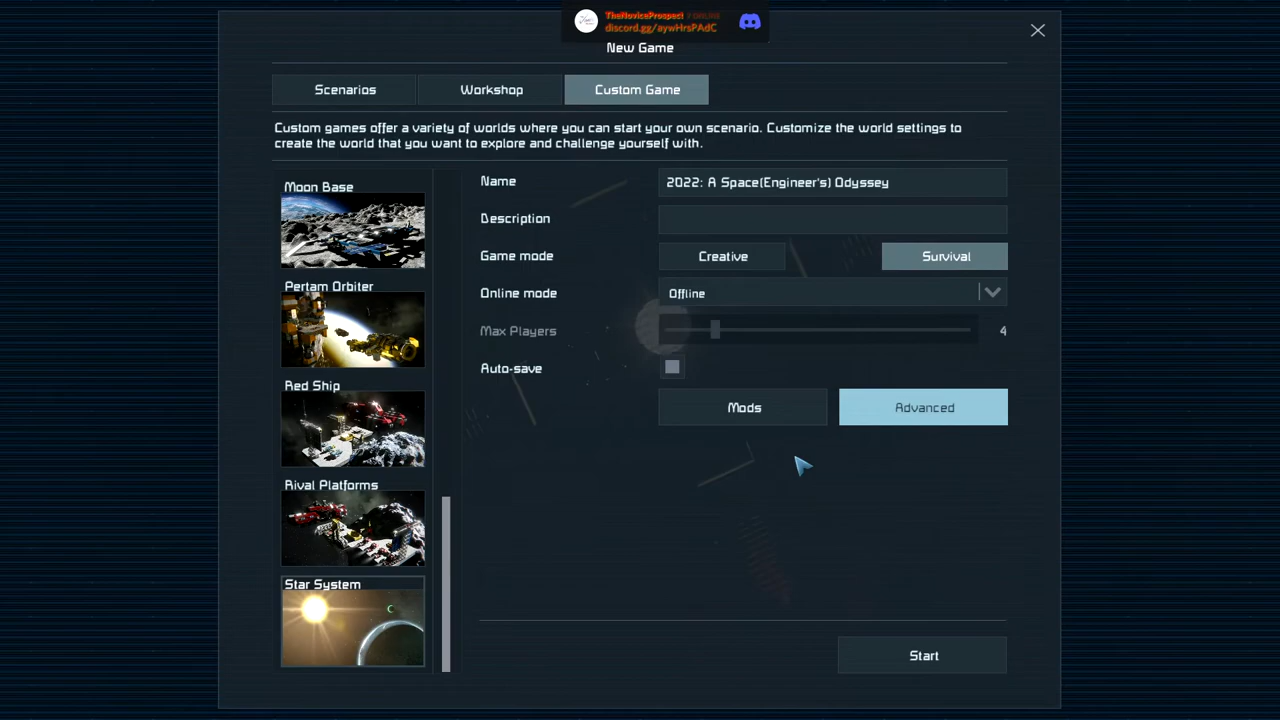 TheNoviceProspect
discord.gg/aywHrsPAdC
New Game
Scenarios
Workshop
Custom Game
Custom games offer a variety of worlds where you can start your own scenario. Customize the world settings to
create the world that you want to explore and challenge yourself with.
Moon Base
Pertam Orbiter
Red Ship
Rival Platforms
Star System
Name
2022: A Space(Engineer's) Odyssey
Description
Game mode
Creative
Survival
Online mode
Offline
Max Players
4
Auto-save
Mods
Advanced
Start